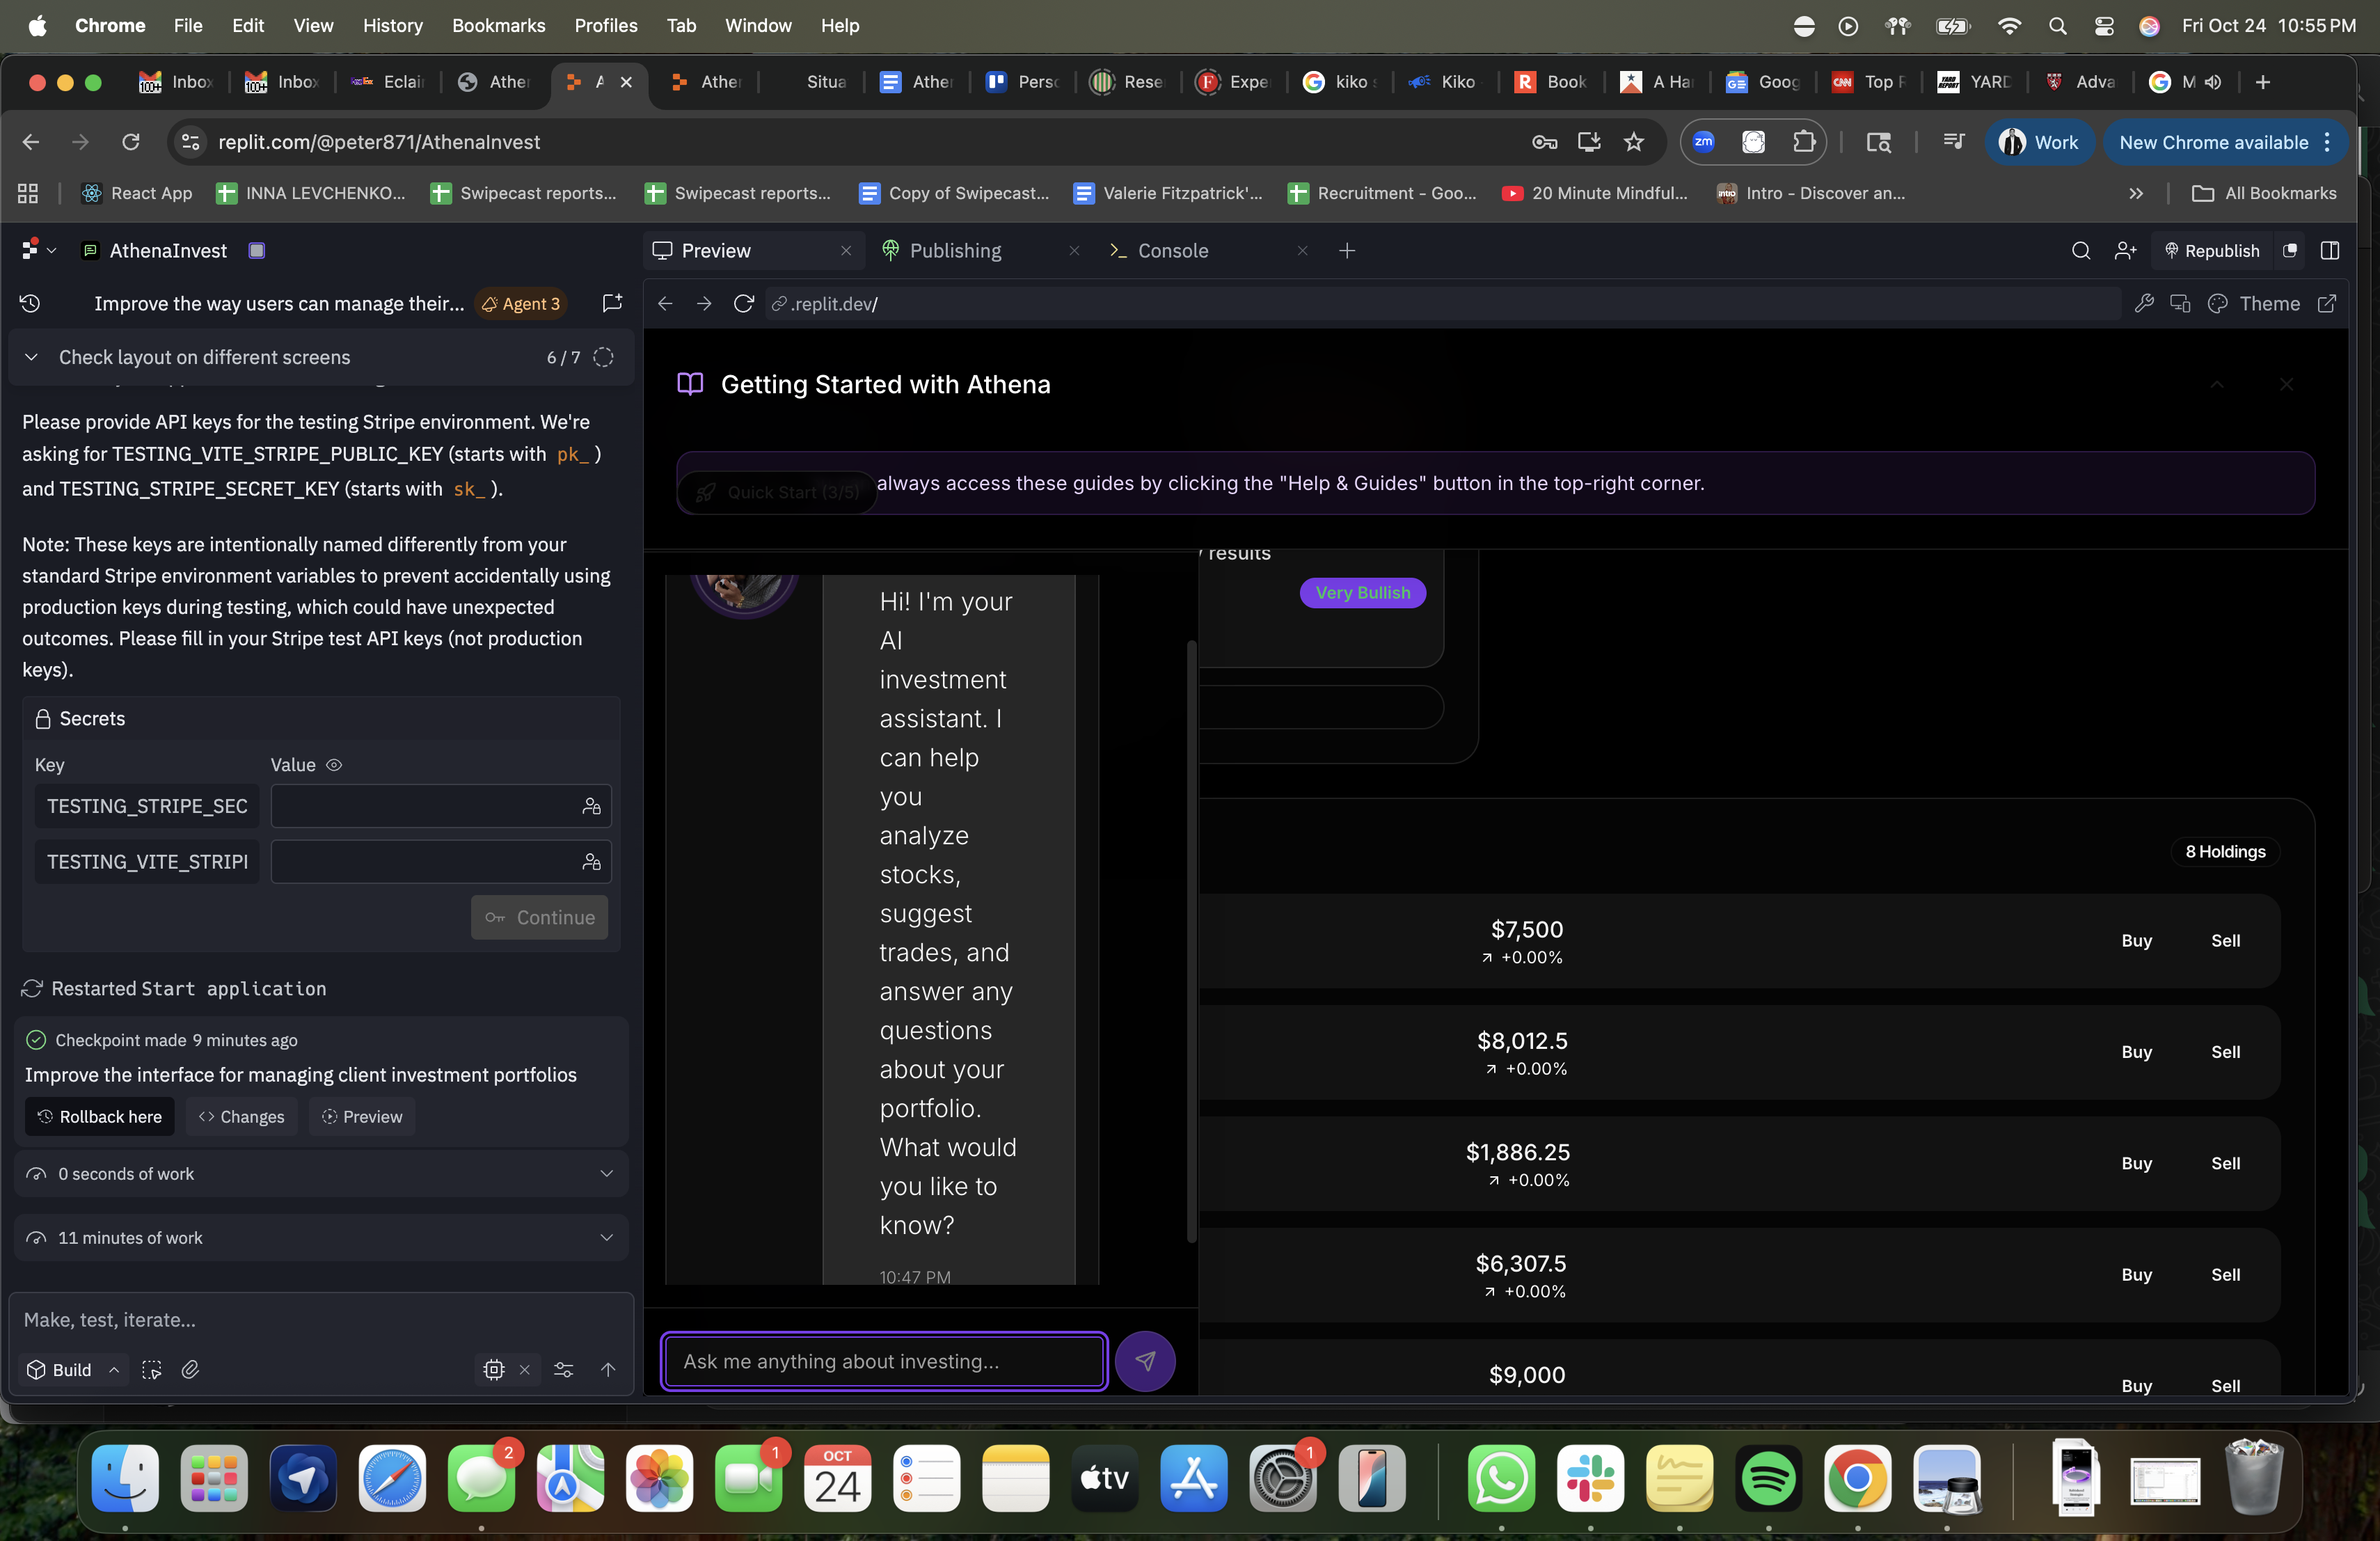 Chrome File Edit View History Bookmarks Profiles Tab Window Help Fri Oct 24 10:55 PM
Inbox Inbox Eclair Ather A Ather Situa Ather Perso Rese Expe kiko s Kiko Book A Ha Goog Top R YARD Adva M
replit.com/@peter871/AthenaInvest Work New Chrome available
React App INNA LEVCHENKO... Swipecast reports... Swipecast reports... Copy of Swipecast... Valerie Fitzpatrick'... Recruitment - Goo... 20 Minute Mindful... Intro - Discover an... All Bookmarks
AthenaInvest
Preview Publishing Console Republish
Improve the way users can manage their... Agent 3
.replit.dev/ Theme
Check layout on different screens 6 / 7
Please provide API keys for the testing Stripe environment. We're
asking for TESTING_VITE_STRIPE_PUBLIC_KEY (starts with pk_ )
and TESTING_STRIPE_SECRET_KEY (starts with sk_ ).
Note: These keys are intentionally named differently from your
standard Stripe environment variables to prevent accidentally using
production keys during testing, which could have unexpected
outcomes. Please fill in your Stripe test API keys (not production
keys).
Secrets
Key Value
TESTING_STRIPE_SEC
TESTING_VITE_STRIPI
Continue
Restarted Start application
Checkpoint made 9 minutes ago
Improve the interface for managing client investment portfolios
Rollback here Changes Preview
0 seconds of work
11 minutes of work
Make, test, iterate...
Build
Getting Started with Athena
Quick Start (3/5)
always access these guides by clicking the "Help & Guides" button in the top-right corner.
results
Very Bullish
Hi! I'm your
AI
investment
assistant. I
can help
you
analyze
stocks,
suggest
trades, and
answer any
questions
about your
portfolio.
What would
you like to
know?
10:47 PM
Ask me anything about investing...
8 Holdings
$7,500
+0.00%
Buy Sell
$8,012.5
+0.00%
Buy Sell
$1,886.25
+0.00%
Buy Sell
$6,307.5
+0.00%
Buy Sell
$9,000
Buy Sell
2
1
OCT
24
tv
1